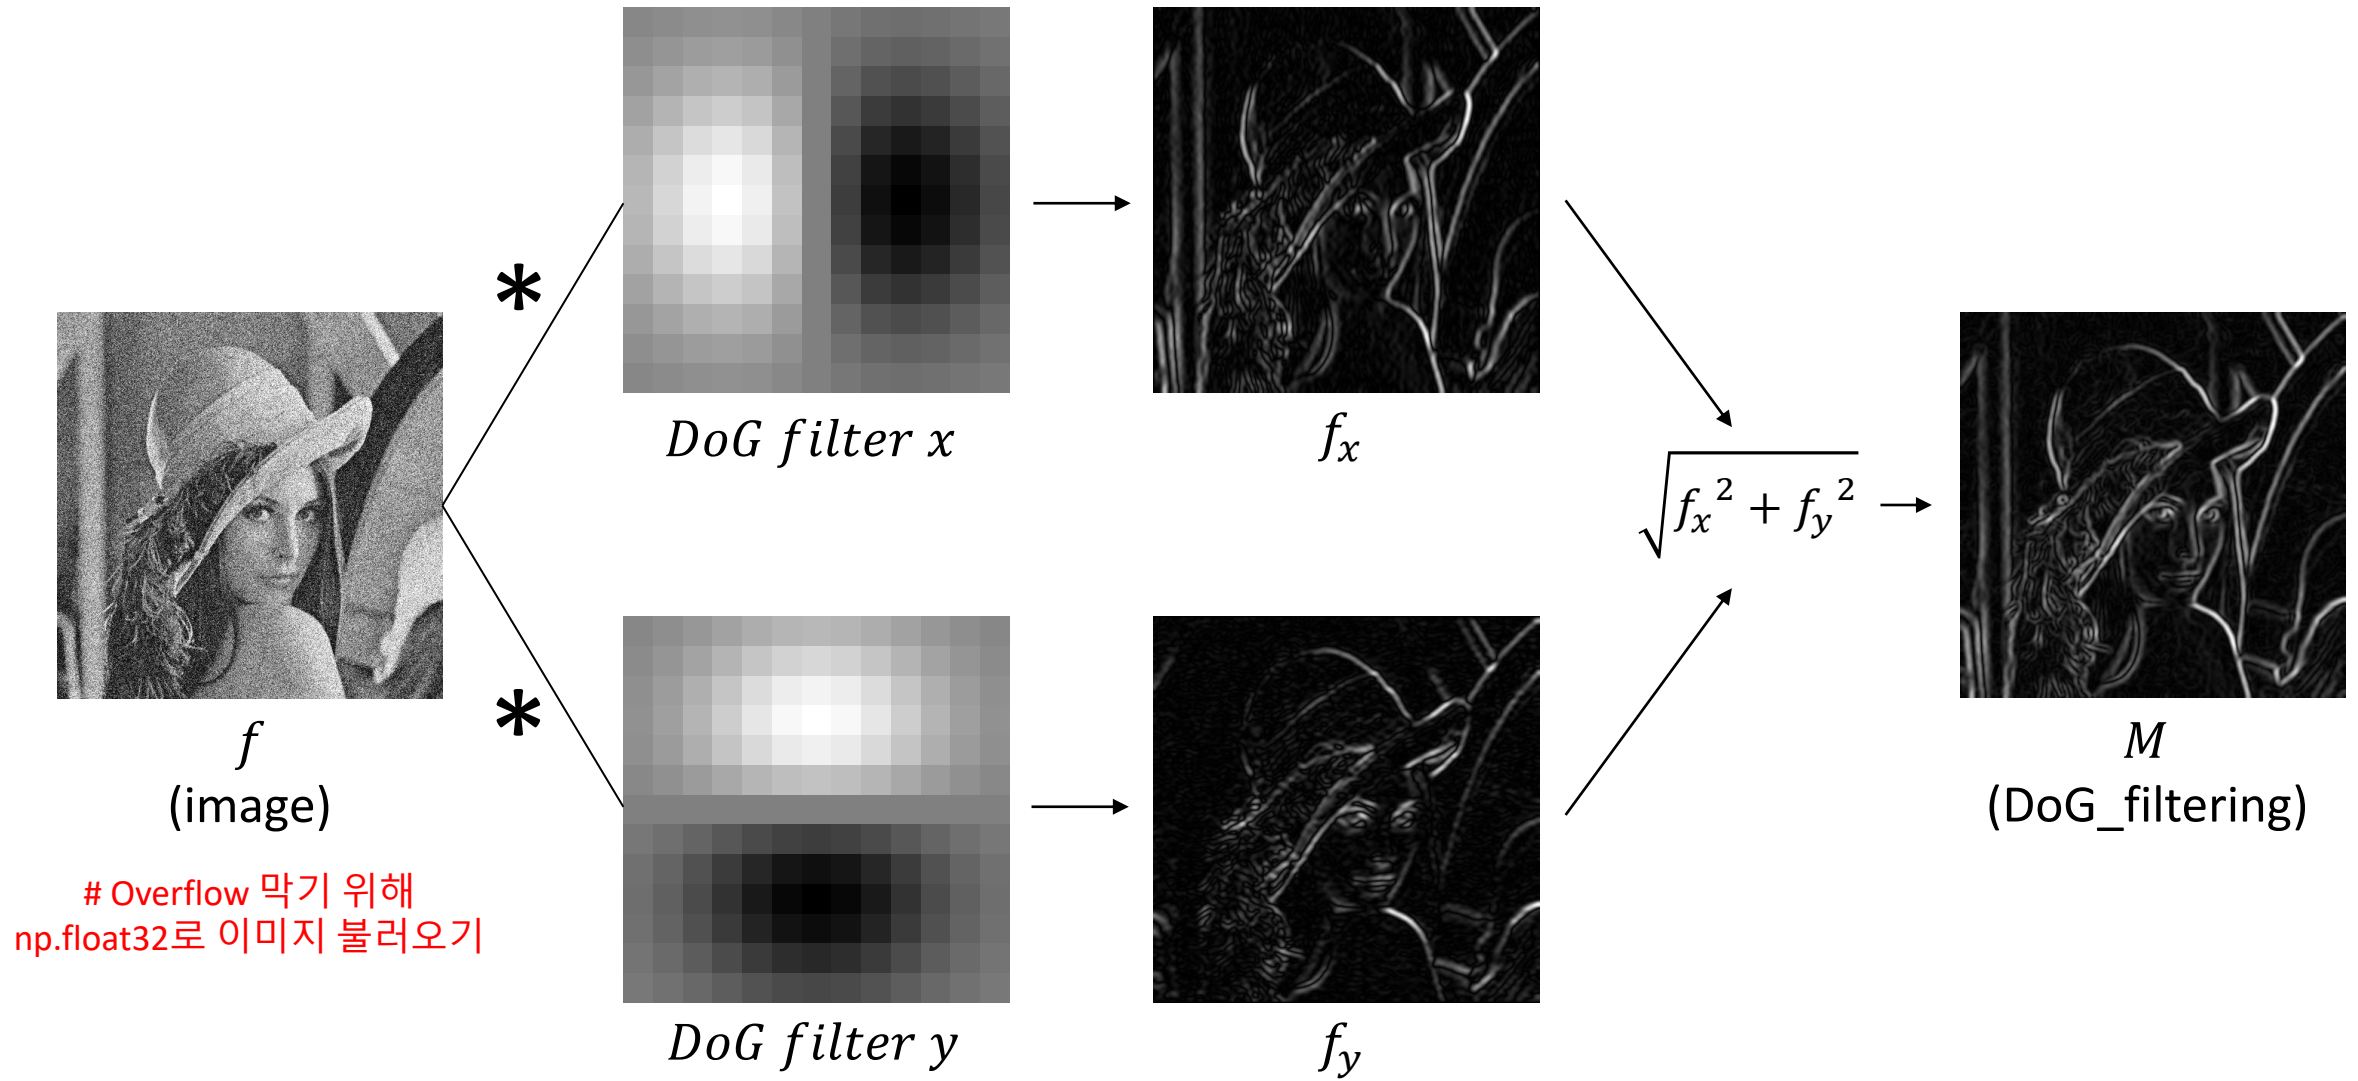 *
*
f
(image)
# Overflow 막기 위해
np.float32로 이미지 불러오기
DoG filter x
DoG filter y
f_x
f_y
√(f_x² + f_y²)
M
(DoG_filtering)